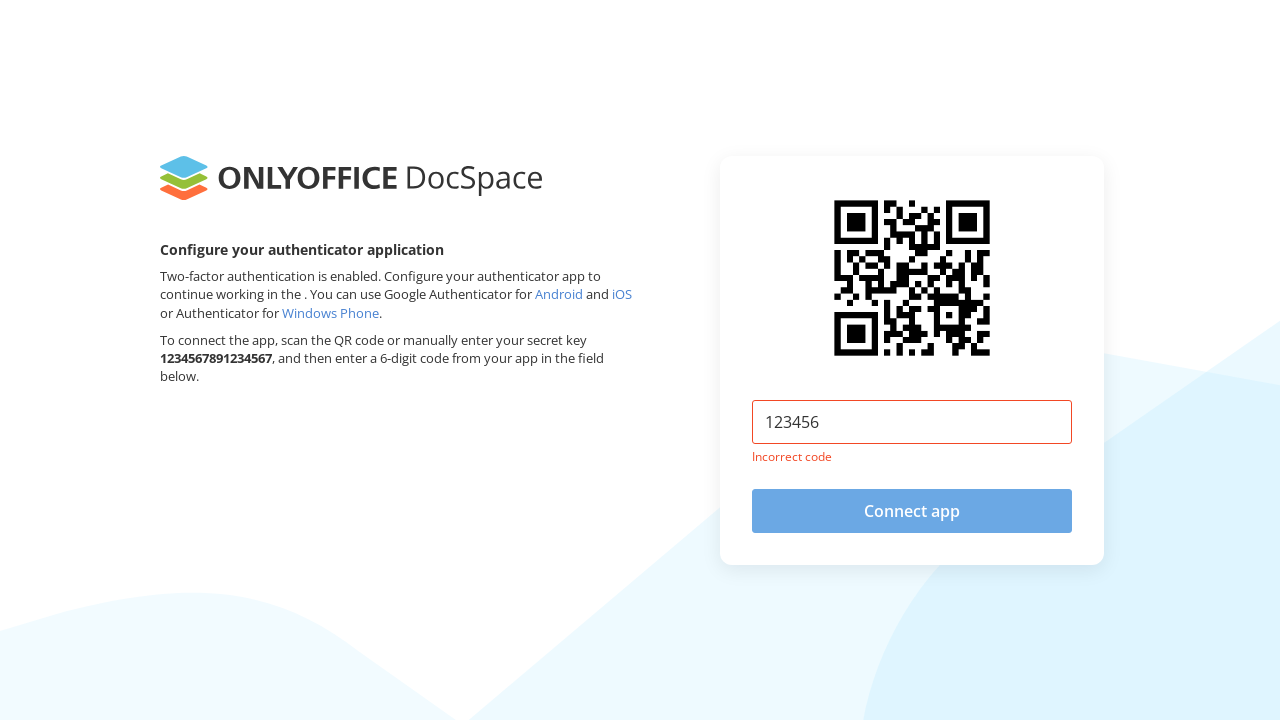 ONLYOFFICE DocSpace
Configure your authenticator application
Two-factor authentication is enabled. Configure your authenticator app to
continue working in the . You can use Google Authenticator for Android and iOS
or Authenticator for Windows Phone.
To connect the app, scan the QR code or manually enter your secret key
1234567891234567, and then enter a 6-digit code from your app in the field
below.
123456
Incorrect code
Connect app